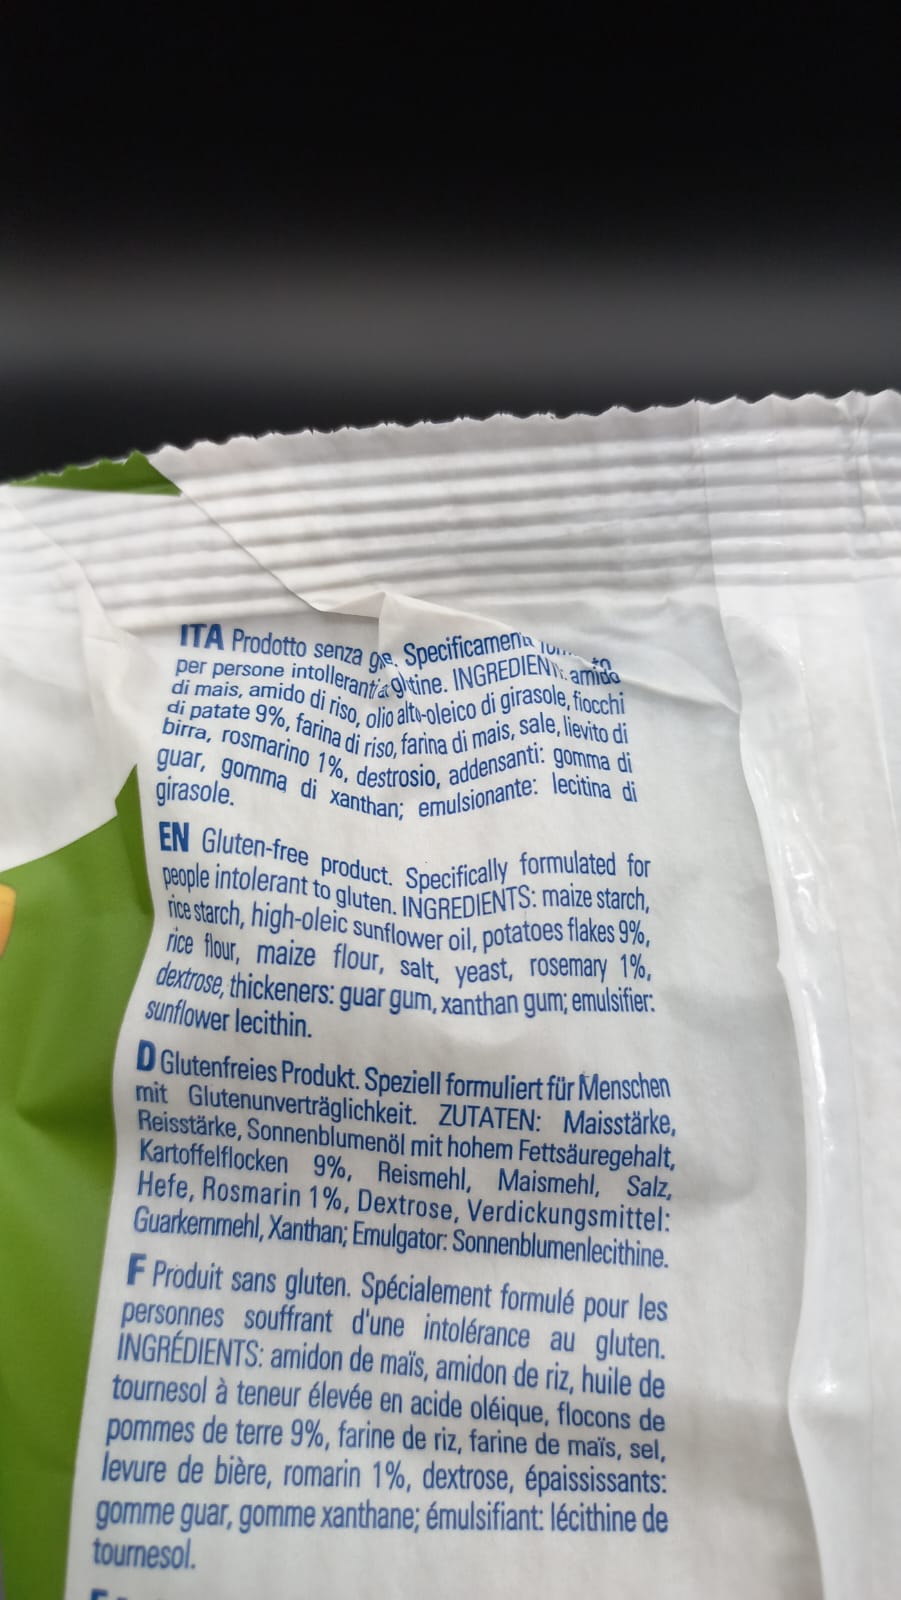 ITA Prodotto senza Specificamen
per persone intolleranti al glutine. INGREDIENTI: amido
di mais, amido di riso, olio alto-oleico di girasole, fiocchi
di patate 9%, farina di riso, farina di mais, sale, lievito di
birra, rosmarino 1%, destrosio, addensanti: gomma di
guar, gomma di xanthan; emulsionante: lecitina di
girasole.
EN Gluten-free product. Specifically formulated for
people intolerant to gluten. INGREDIENTS: maize starch,
rice starch, high-oleic sunflower oil, potatoes flakes 9%,
rice flour, maize flour, salt, yeast, rosemary 1%,
dextrose, thickeners: guar gum, xanthan gum; emulsifier:
sunflower lecithin.
D Glutenfreies Produkt. Speziell formuliert für Menschen
mit Glutenunverträglichkeit. ZUTATEN: Maisstärke,
Reisstärke, Sonnenblumenöl mit hohem Fettsäuregehalt,
Kartoffelflocken 9%, Reismehl, Maismehl, Salz,
Hefe, Rosmarin 1%, Dextrose, Verdickungsmittel:
Guarkernmehl, Xanthan; Emulgator: Sonnenblumenlecithine.
F Produit sans gluten. Spécialement formulé pour les
personnes souffrant d'une intolérance au gluten.
INGRÉDIENTS: amidon de maïs, amidon de riz, huile de
tournesol à teneur élevée en acide oléique, flocons de
pommes de terre 9%, farine de riz, farine de maïs, sel,
levure de bière, romarin 1%, dextrose, épaississants:
gomme guar, gomme xanthane; émulsifiant: lécithine de
tournesol.